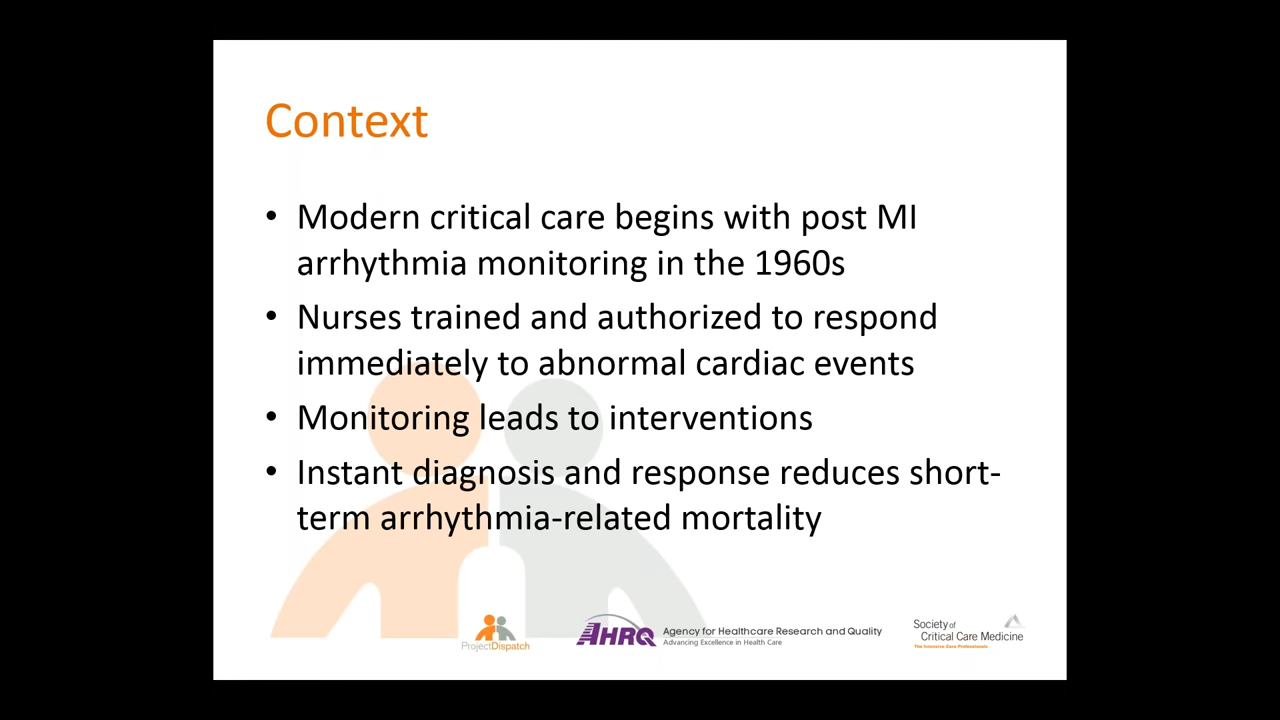 Context
• Modern critical care begins with post MI
arrhythmia monitoring in the 1960s
• Nurses trained and authorized to respond
immediately to abnormal cardiac events
• Monitoring leads to interventions
• Instant diagnosis and response reduces short-
term arrhythmia-related mortality
ProjectDispatch
AHRQ
Agency for Healthcare Research and Quality
Advancing Excellence in Health Care
Society of
Critical Care Medicine
The Intensive Care Professionals